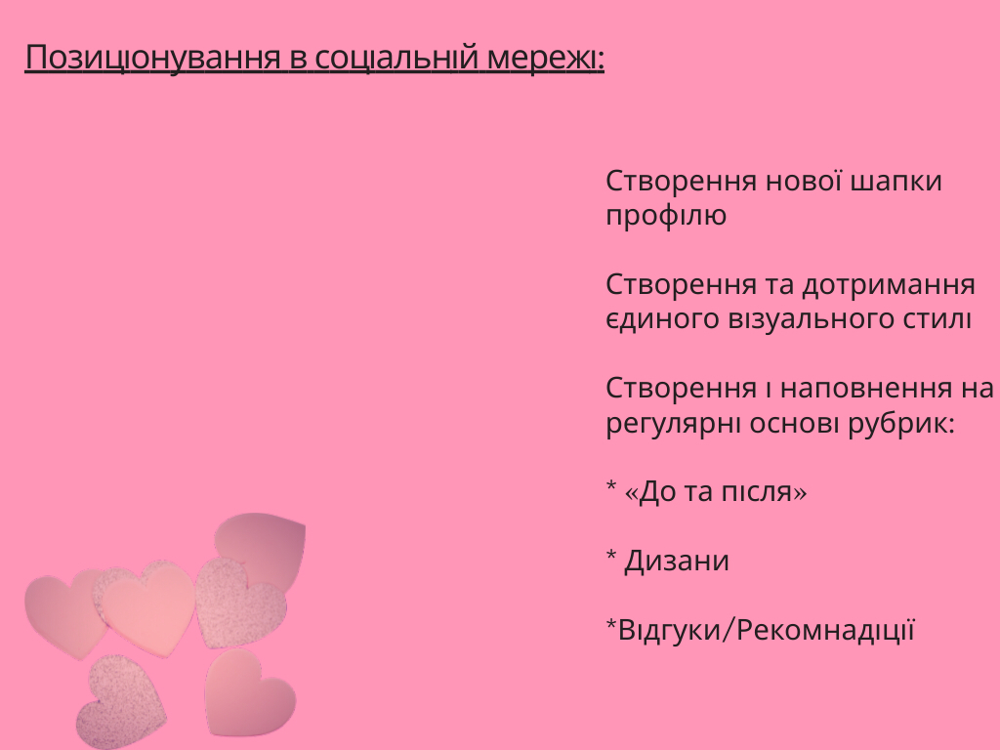 Позиціонування в соціальній мережі:
Створення нової шапки
профілю
Створення та дотримання
єдиного візуального стилі
Створення і наповнення на
регулярні основі рубрик:
* «До та після»
* Дизани
*Відгуки/Рекомнадіції